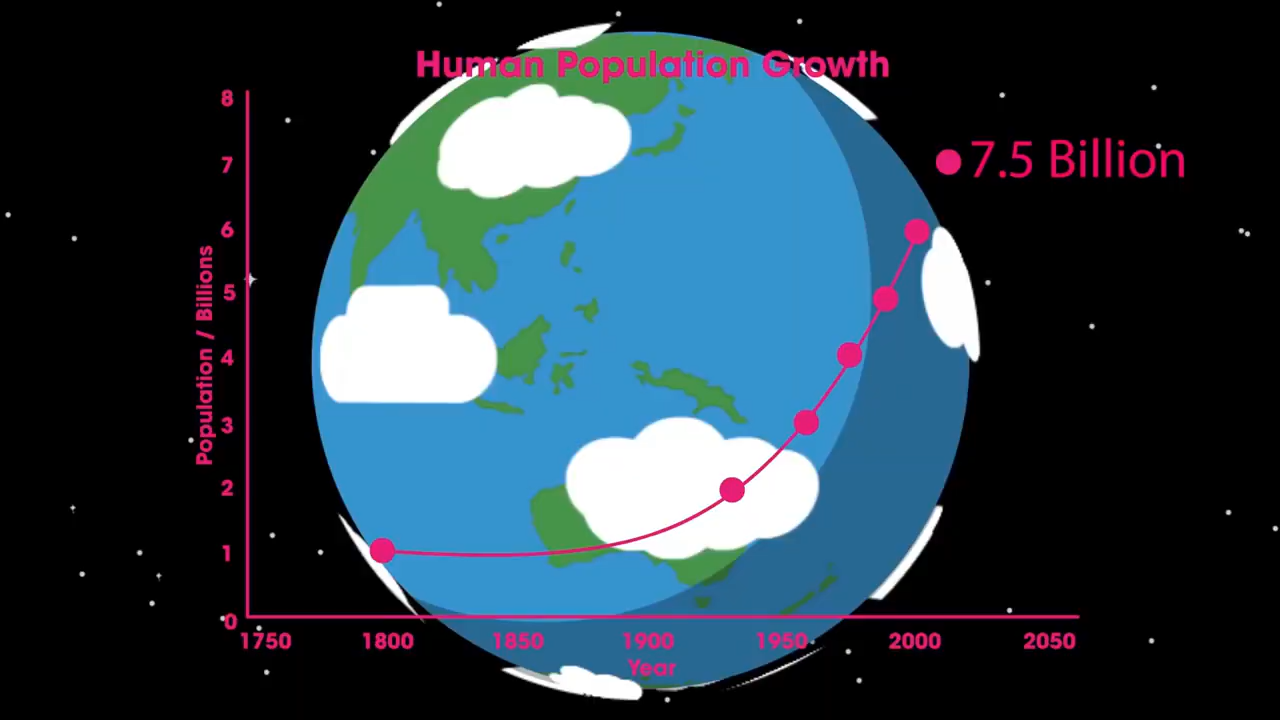 Human Population Growth
8
7
6
5
4
3
2
1
0
Population / Billions
7.5 Billion
1750 1800 1850 1900 1950 2000 2050
Year